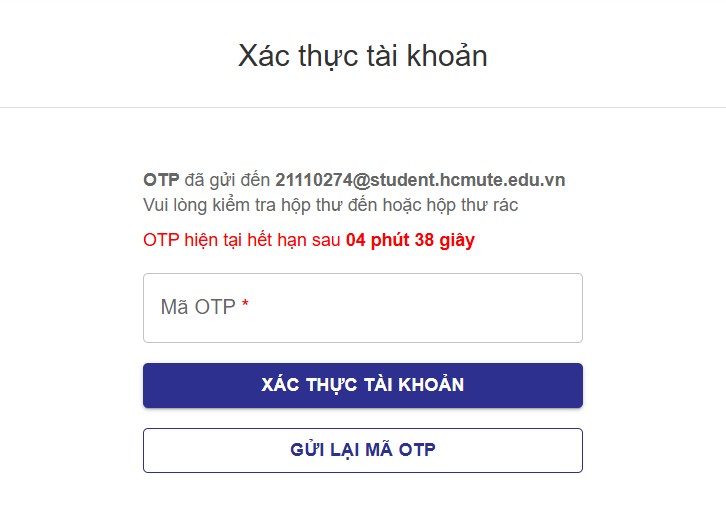 Xác thực tài khoản
OTP đã gửi đến 21110274@student.hcmute.edu.vn
Vui lòng kiểm tra hộp thư đến hoặc hộp thư rác
OTP hiện tại hết hạn sau 04 phút 38 giây
Mã OTP *
XÁC THỰC TÀI KHOẢN
GỬI LẠI MÃ OTP